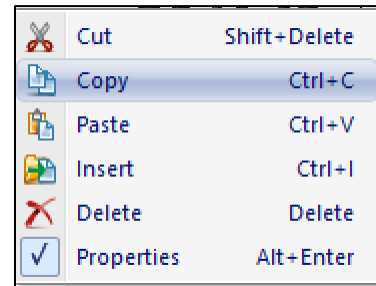 Cut Shift+Delete
Copy Ctrl+C
Paste Ctrl+V
Insert Ctrl+I
Delete Delete
Properties Alt+Enter